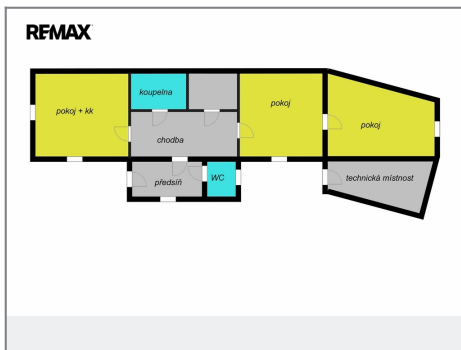 RE/MAX
pokoj + kk
koupelna
pokoj
pokoj
chodba
předsíň
WC
technická místnost